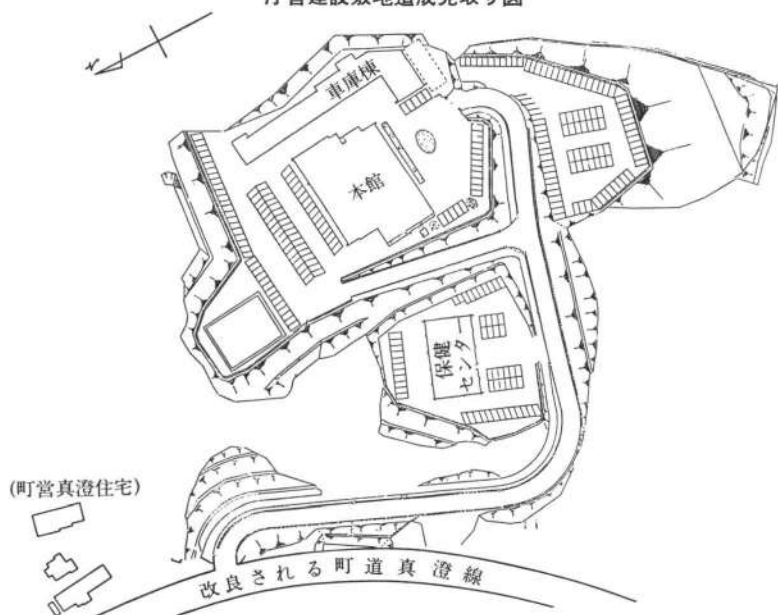 庁舎建設敷地造成見取り図
N
車庫棟
本館
保健
センター
(町営真澄住宅)
改良される町道真澄線